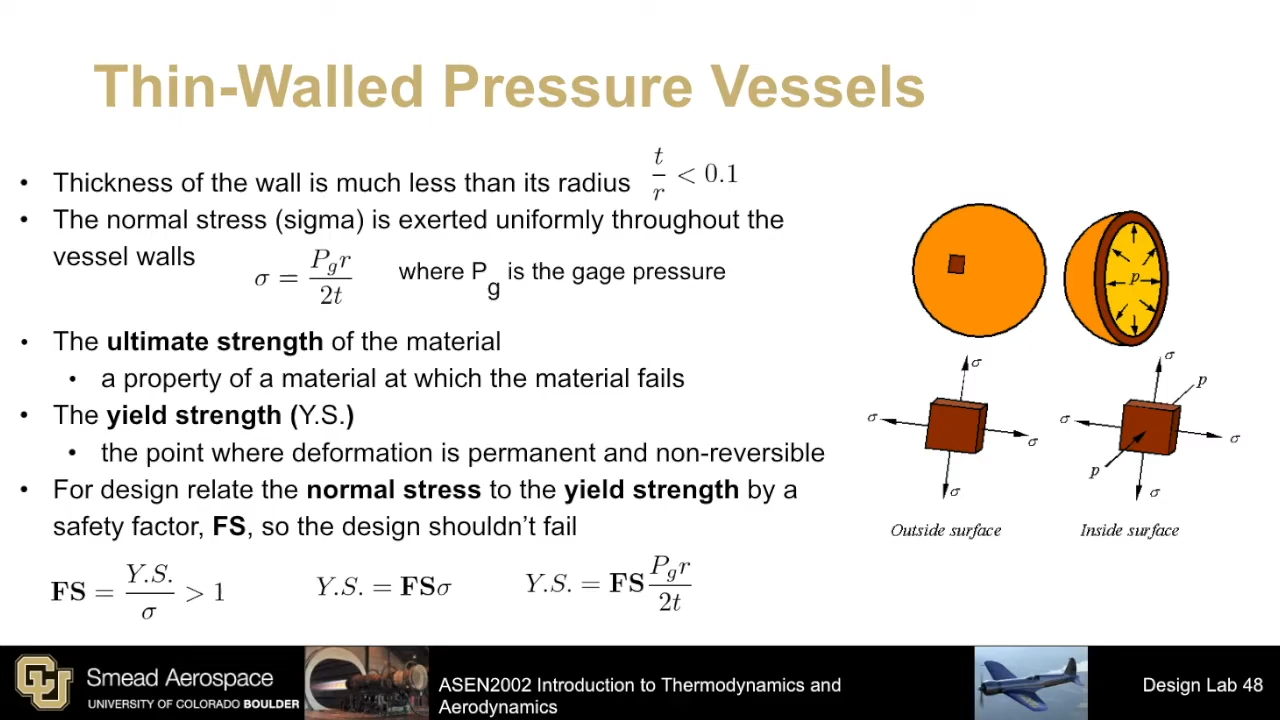 Thin-Walled Pressure Vessels
• Thickness of the wall is much less than its radius t/r < 0.1
• The normal stress (sigma) is exerted uniformly throughout the
vessel walls
σ = P_g r / 2t where P_g is the gage pressure
• The ultimate strength of the material
• a property of a material at which the material fails
• The yield strength (Y.S.)
• the point where deformation is permanent and non-reversible
• For design relate the normal stress to the yield strength by a
safety factor, FS, so the design shouldn't fail
FS = Y.S. / σ > 1 Y.S. = FSσ Y.S. = FS P_g r / 2t
p
σ
σ
σ
σ
Outside surface
σ
p
σ
σ
p
σ
Inside surface
CU
Smead Aerospace
UNIVERSITY OF COLORADO BOULDER
ASEN2002 Introduction to Thermodynamics and
Aerodynamics
Design Lab 48